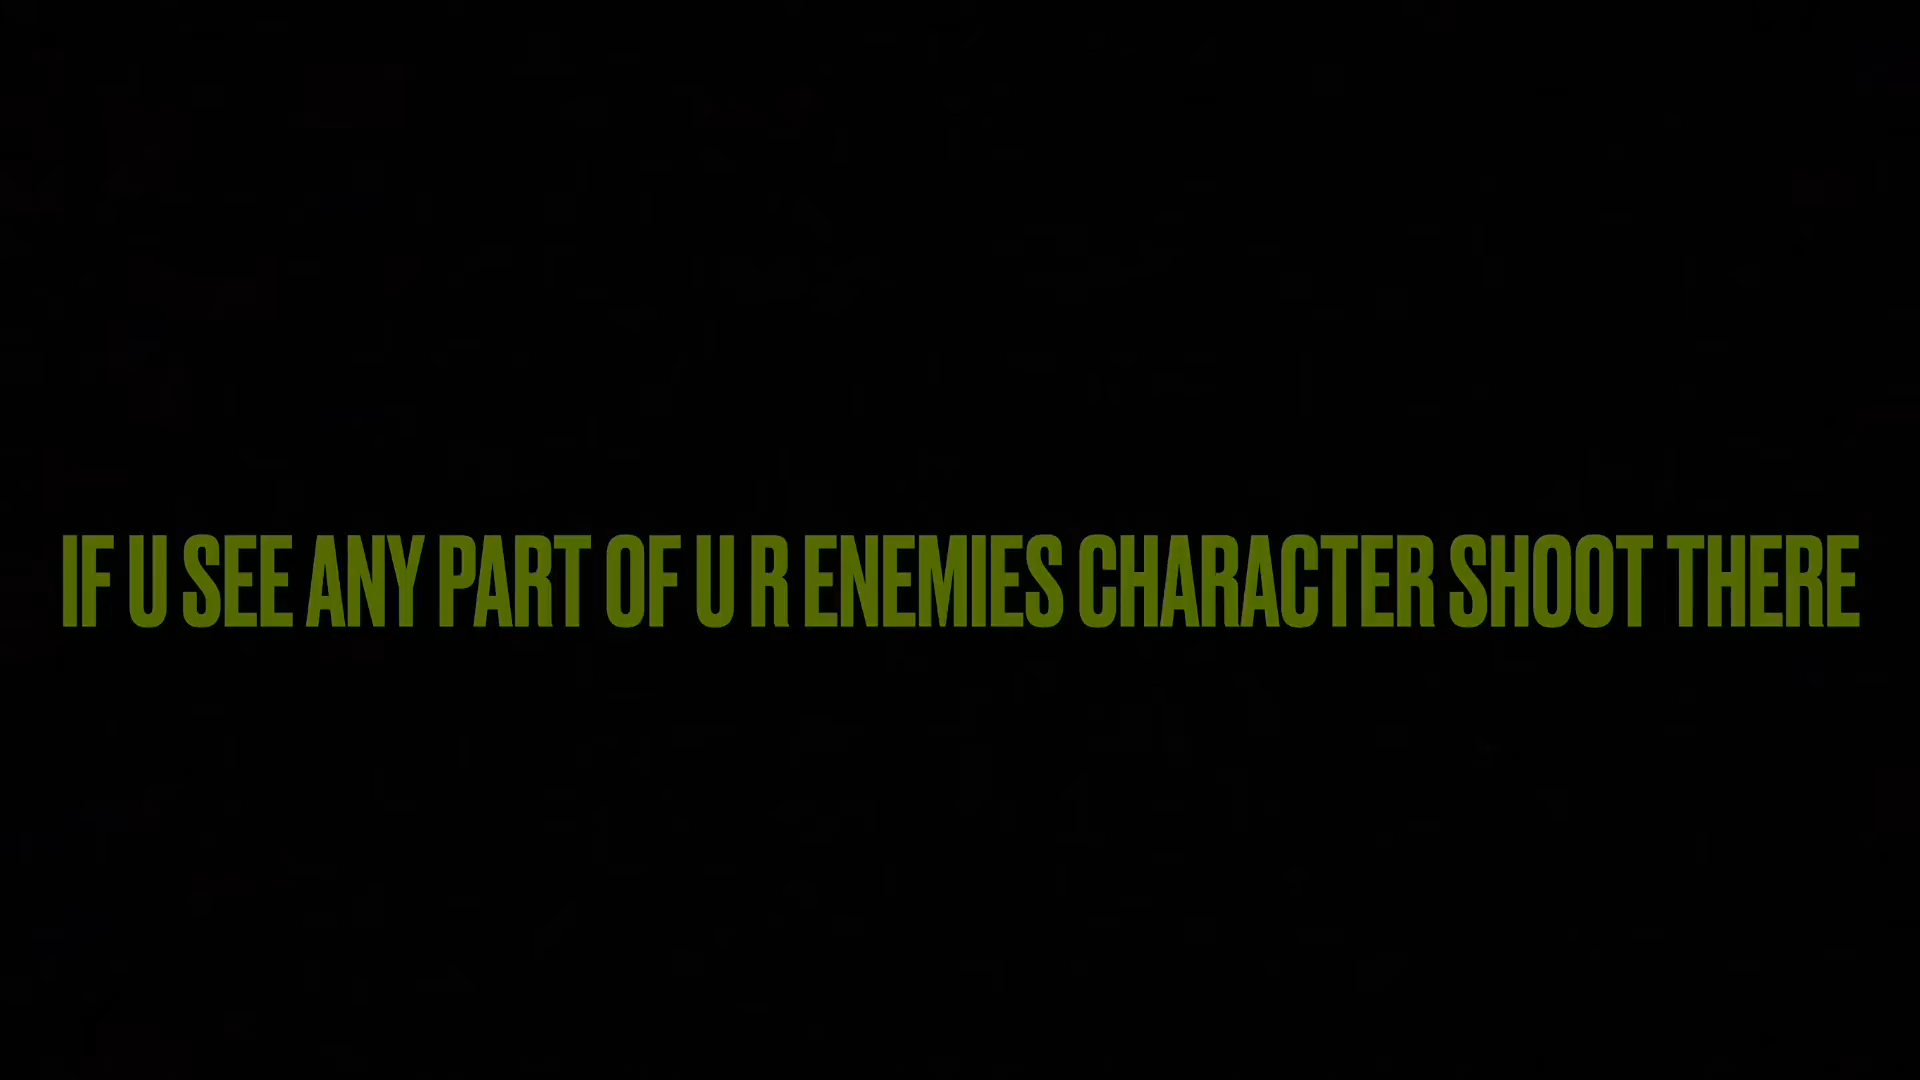 IF U SEE ANY PART OF U R ENEMIES CHARACTER SHOOT THERE